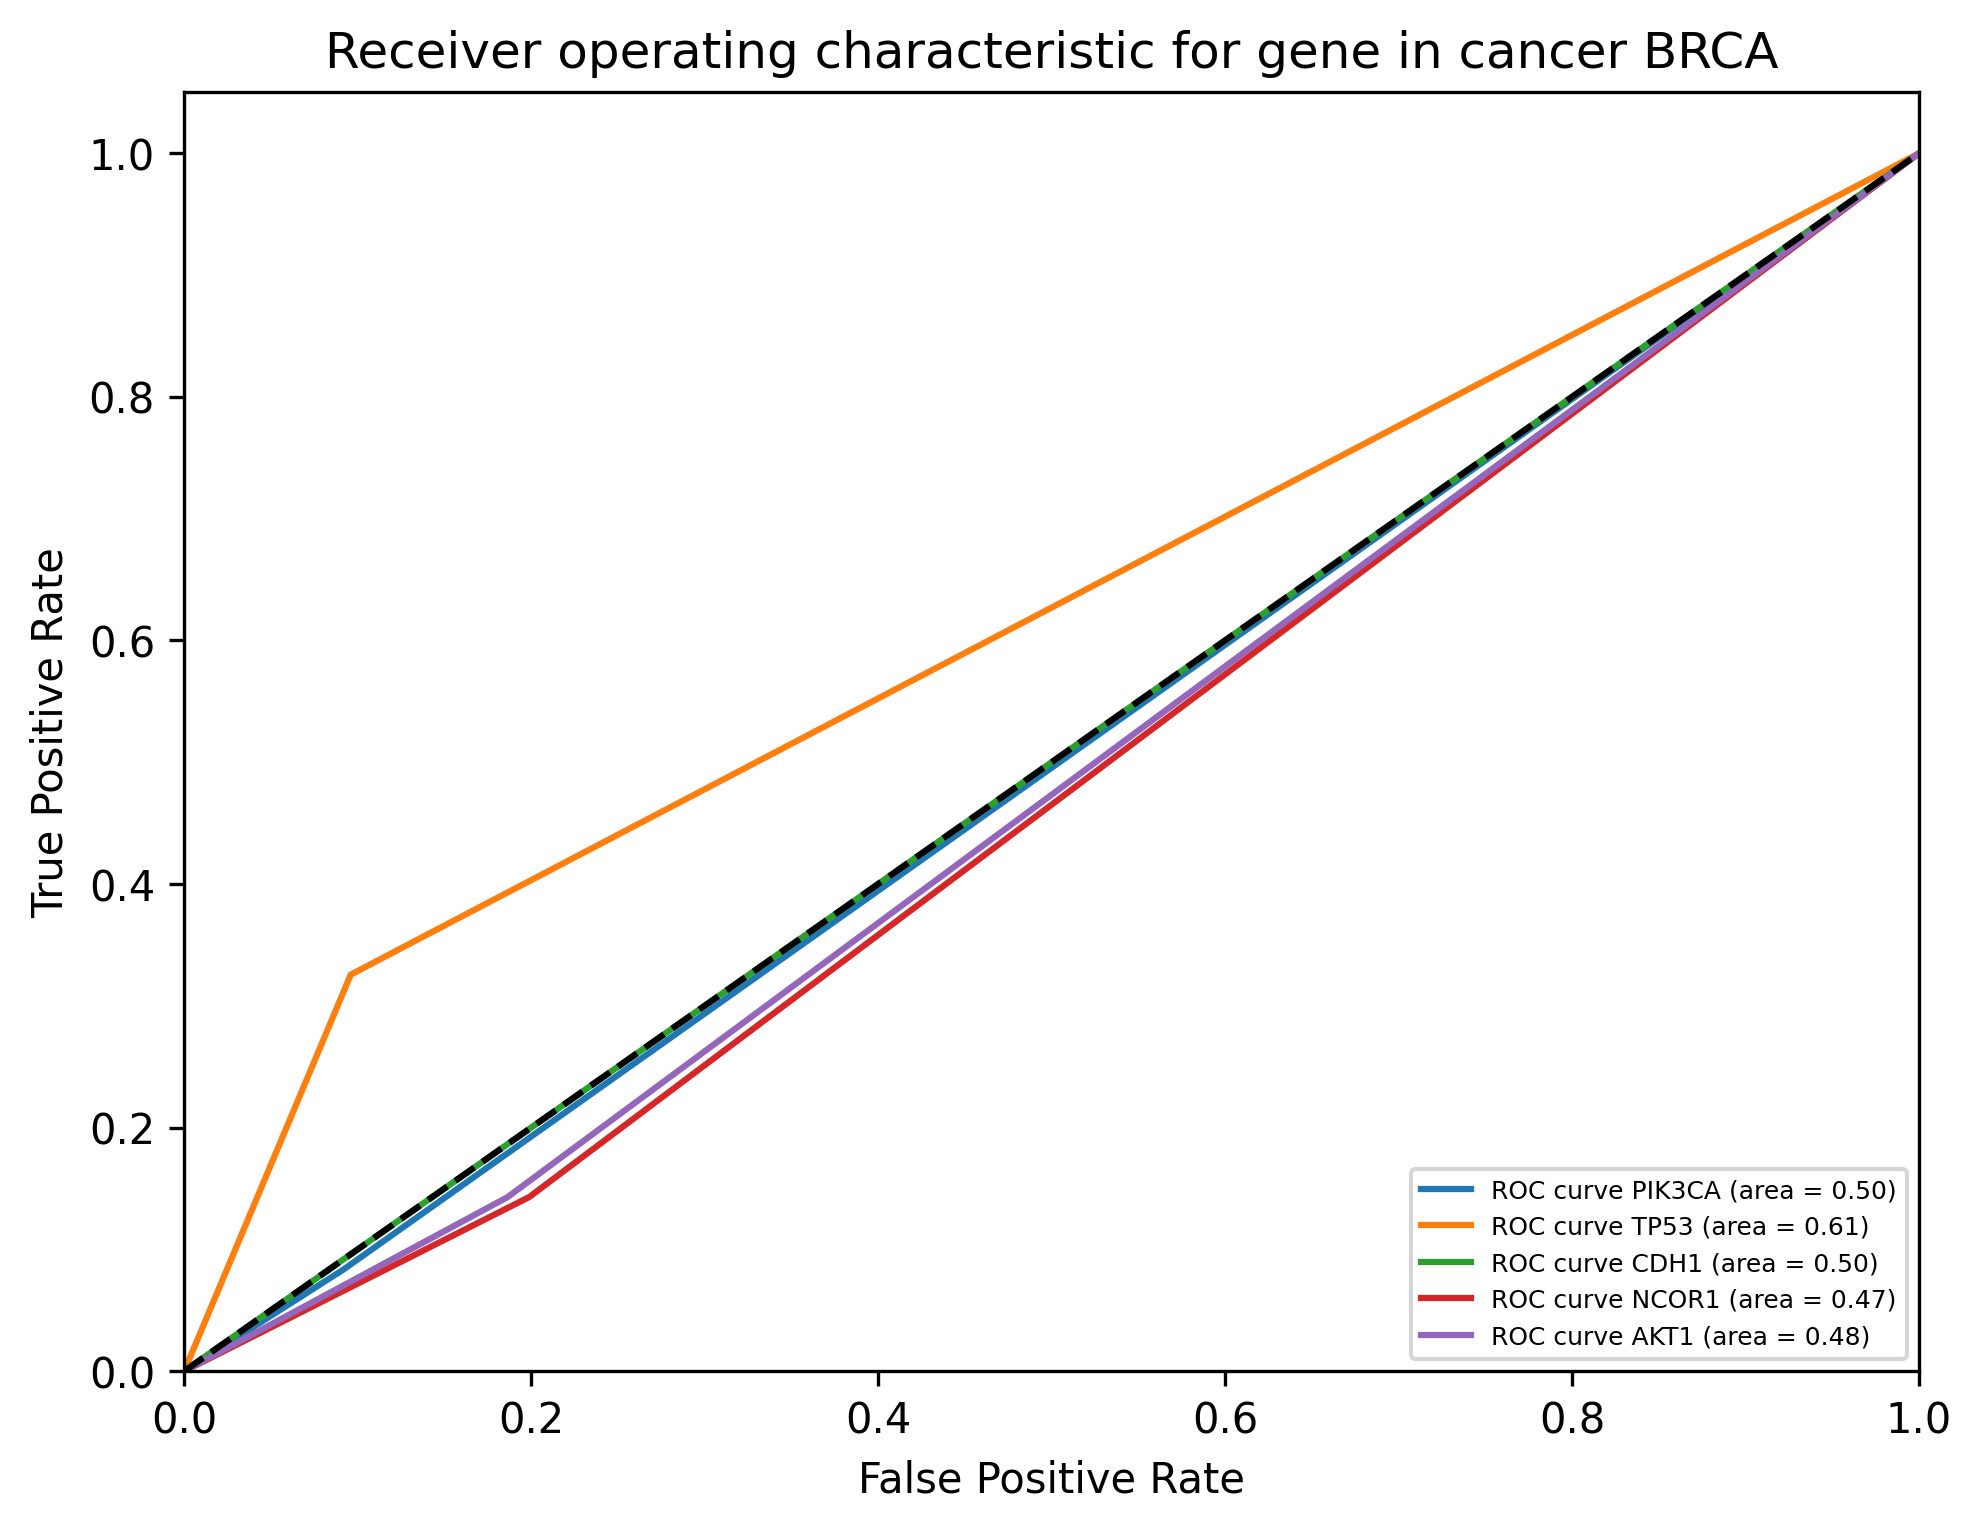 Receiver operating characteristic for gene in cancer BRCA
1.0
0.8
0.6
0.4
0.2
0.0
True Positive Rate
ROC curve PIK3CA (area = 0.50)
ROC curve TP53 (area = 0.61)
ROC curve CDH1 (area = 0.50)
ROC curve NCOR1 (area = 0.47)
ROC curve AKT1 (area = 0.48)
0.0 0.2 0.4 0.6 0.8 1.0
False Positive Rate